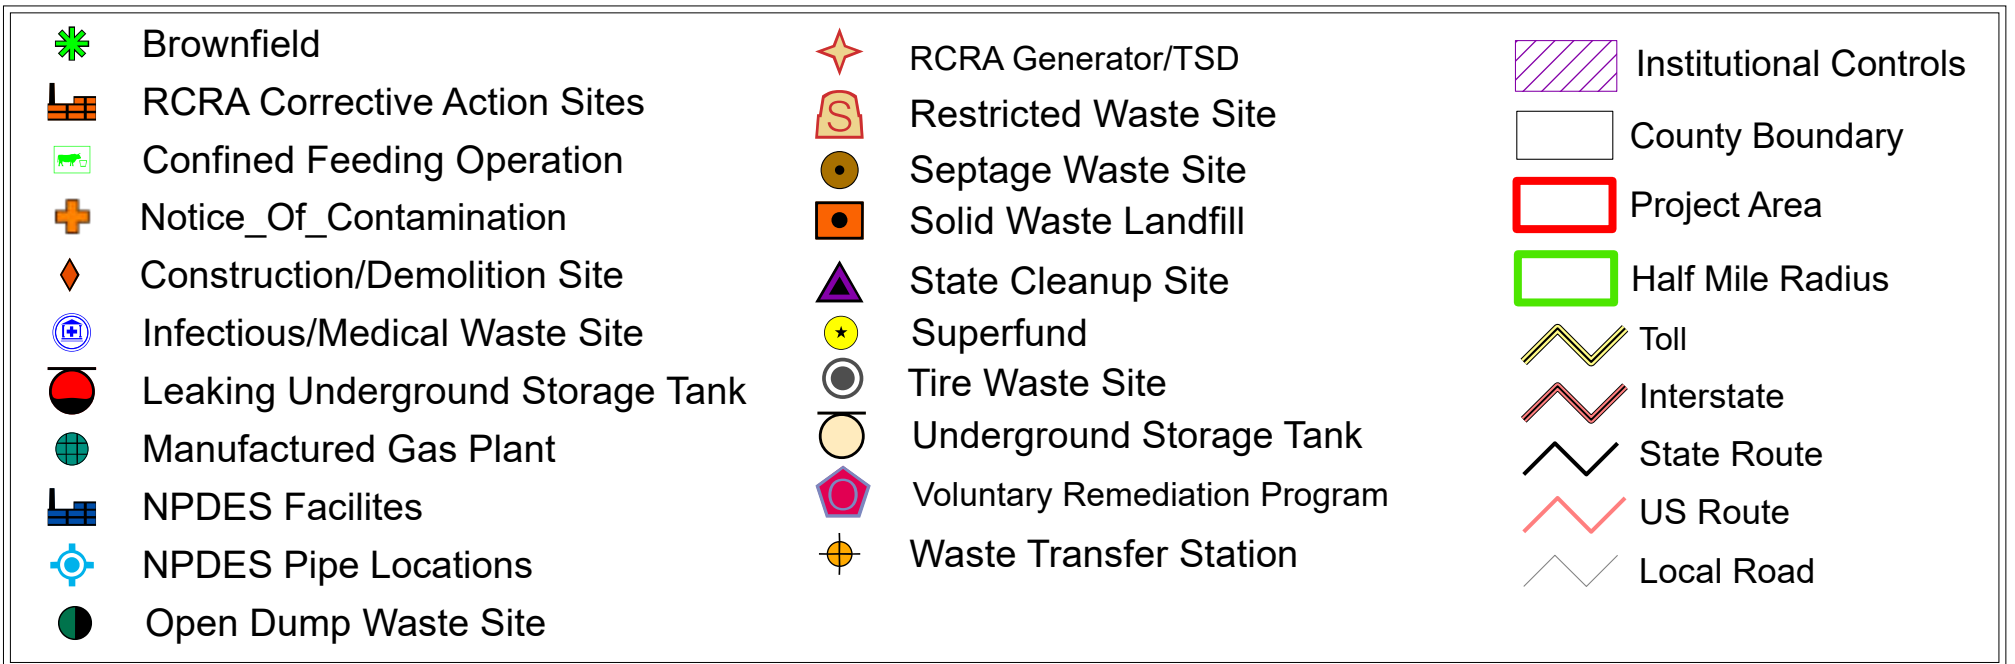 Brownfield
RCRA Corrective Action Sites
Confined Feeding Operation
Notice_Of_Contamination
Construction/Demolition Site
Infectious/Medical Waste Site
Leaking Underground Storage Tank
Manufactured Gas Plant
NPDES Facilites
NPDES Pipe Locations
Open Dump Waste Site
RCRA Generator/TSD
S
Restricted Waste Site
Septage Waste Site
Solid Waste Landfill
State Cleanup Site
Superfund
Tire Waste Site
Underground Storage Tank
O
Voluntary Remediation Program
Waste Transfer Station
Institutional Controls
County Boundary
Project Area
Half Mile Radius
Toll
Interstate
State Route
US Route
Local Road